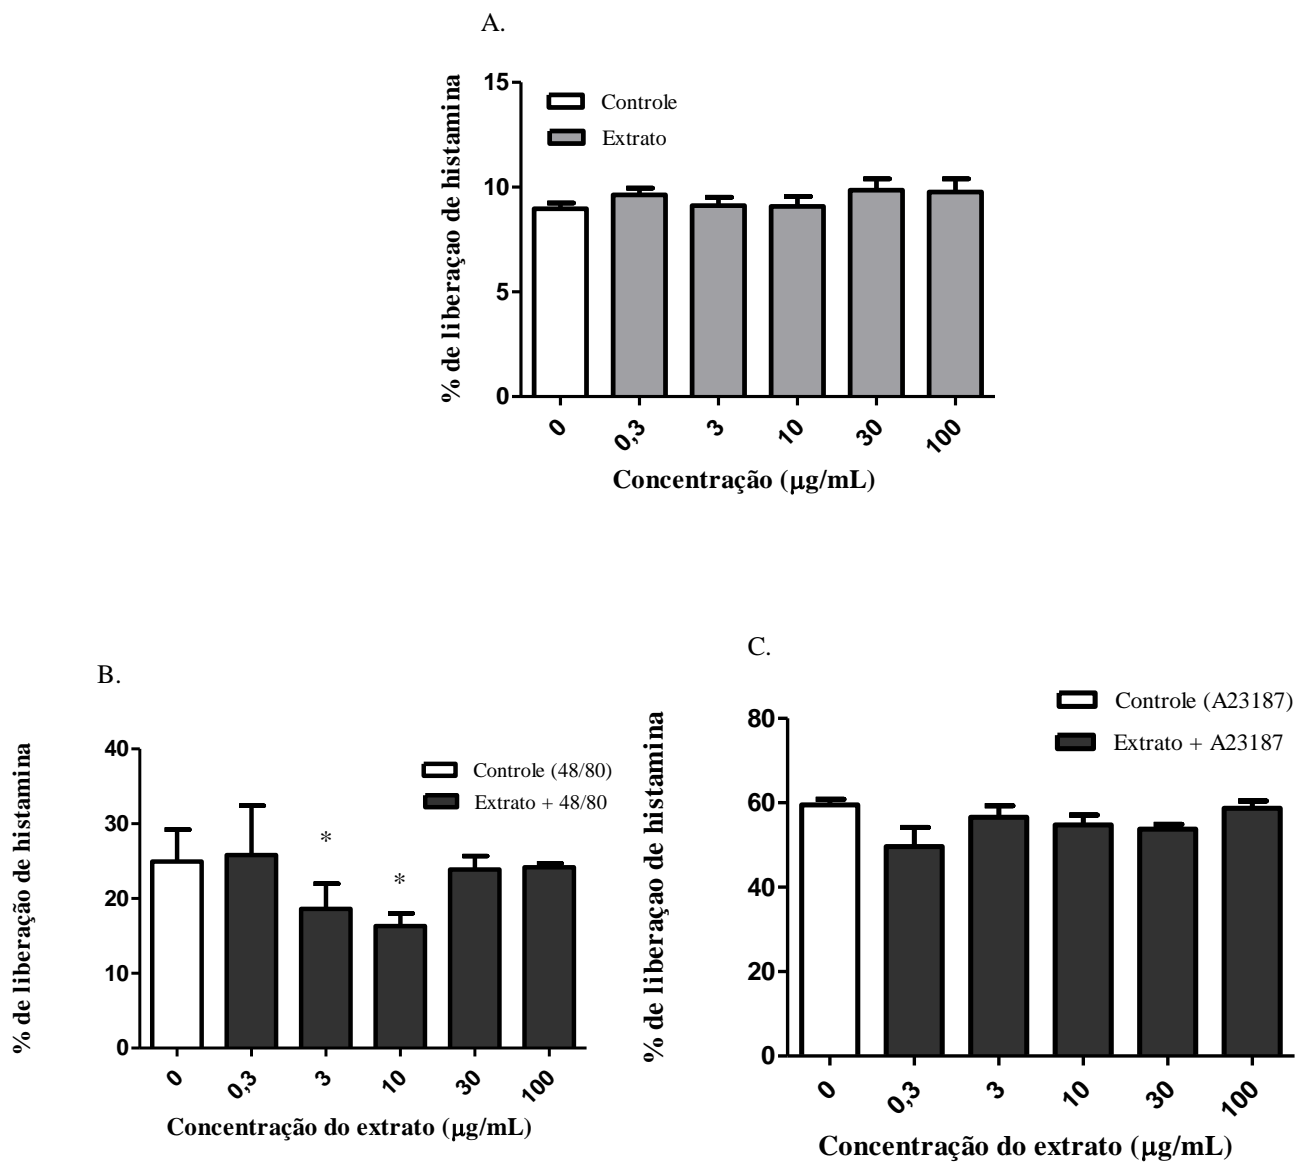 A.
% de liberaçao de histamina
15
10
5
0
Controle
Extrato
0 0,3 3 10 30 100
Concentração (µg/mL)
B.
% de liberação de histamina
40
30
20
10
0
Controle (48/80)
Extrato + 48/80
*
*
0 0,3 3 10 30 100
Concentração do extrato (µg/mL)
C.
% de liberaçao de histamina
80
60
40
20
0
Controle (A23187)
Extrato + A23187
0 0,3 3 10 30 100
Concentração do extrato (µg/mL)